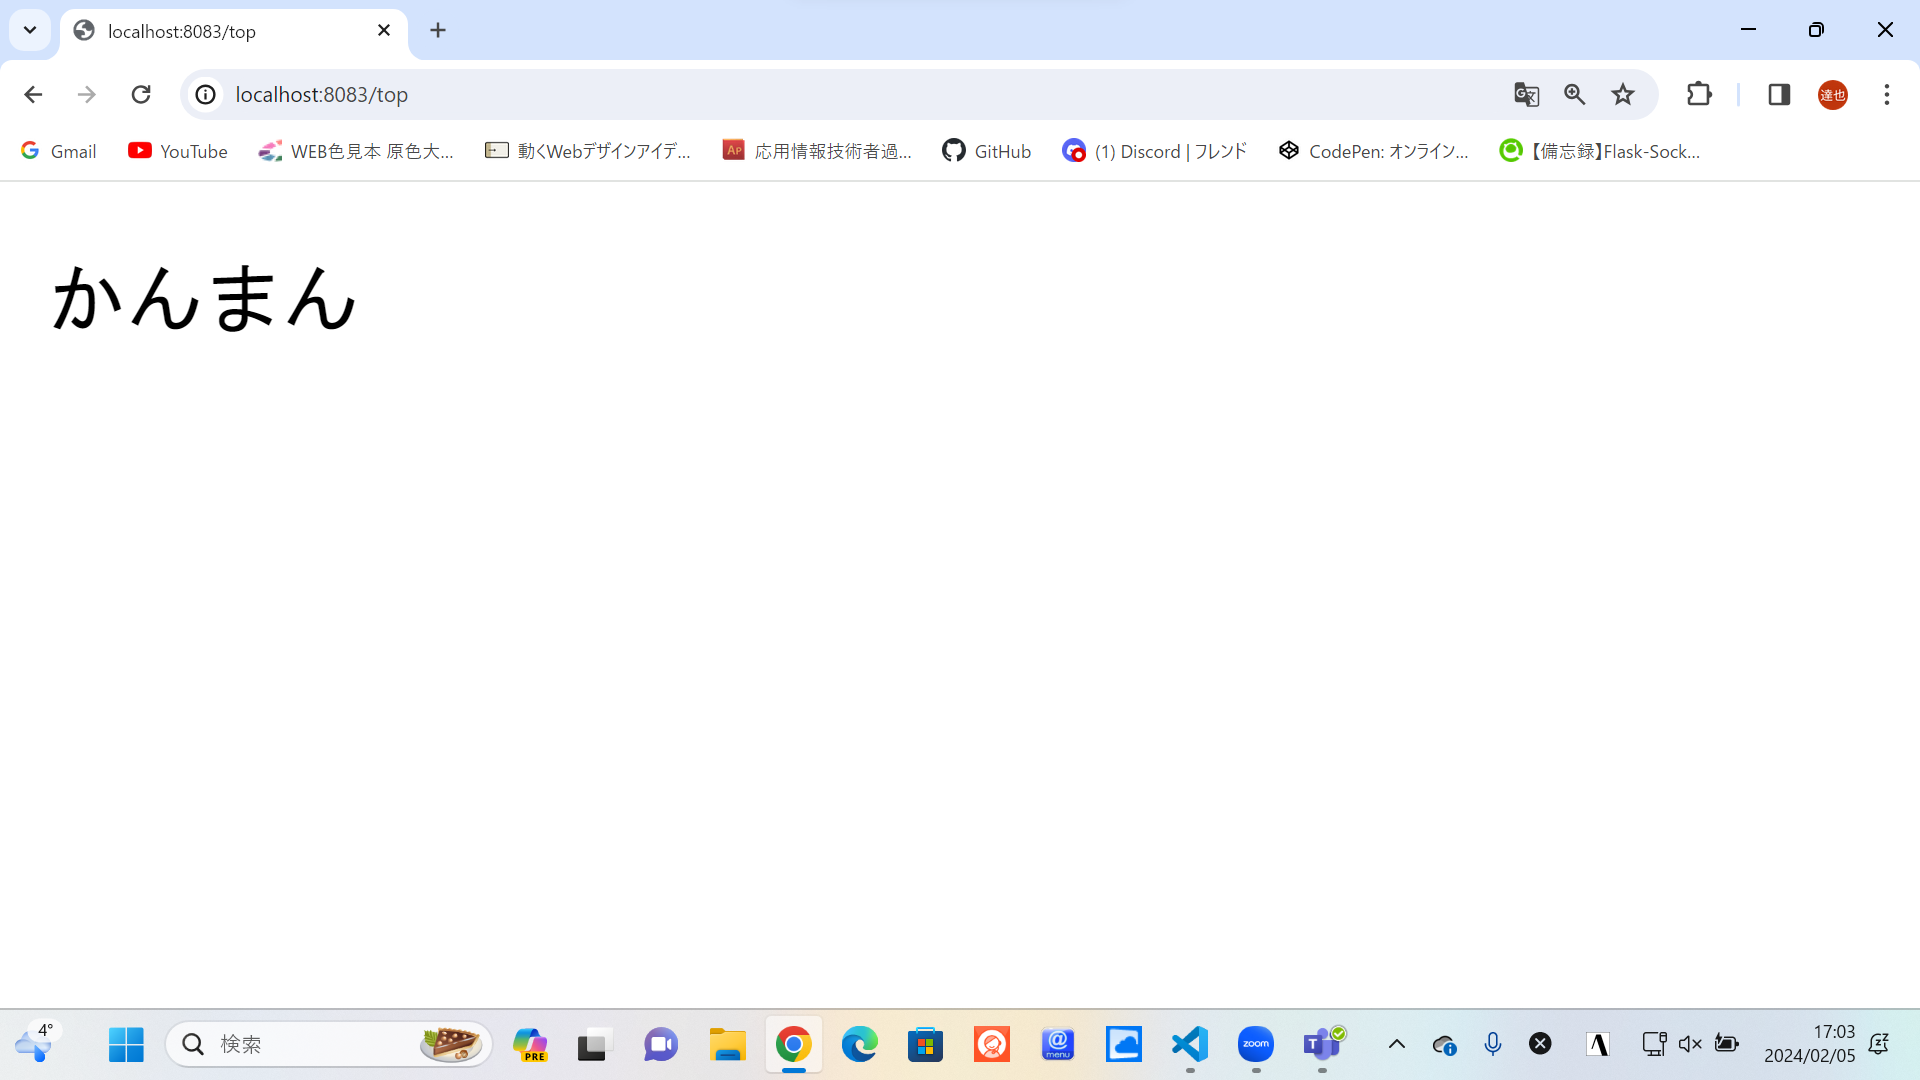 localhost:8083/top
localhost:8083/top
達也
Gmail
YouTube
WEB色見本 原色大...
動くWebデザインアイデ...
AP
応用情報技術者過...
GitHub
(1) Discord | フレンド
CodePen: オンライン...
【備忘録】Flask-Sock...
かんまん
4°
検索
PRE
@
menu
zoom
T
A
17:03
2024/02/05